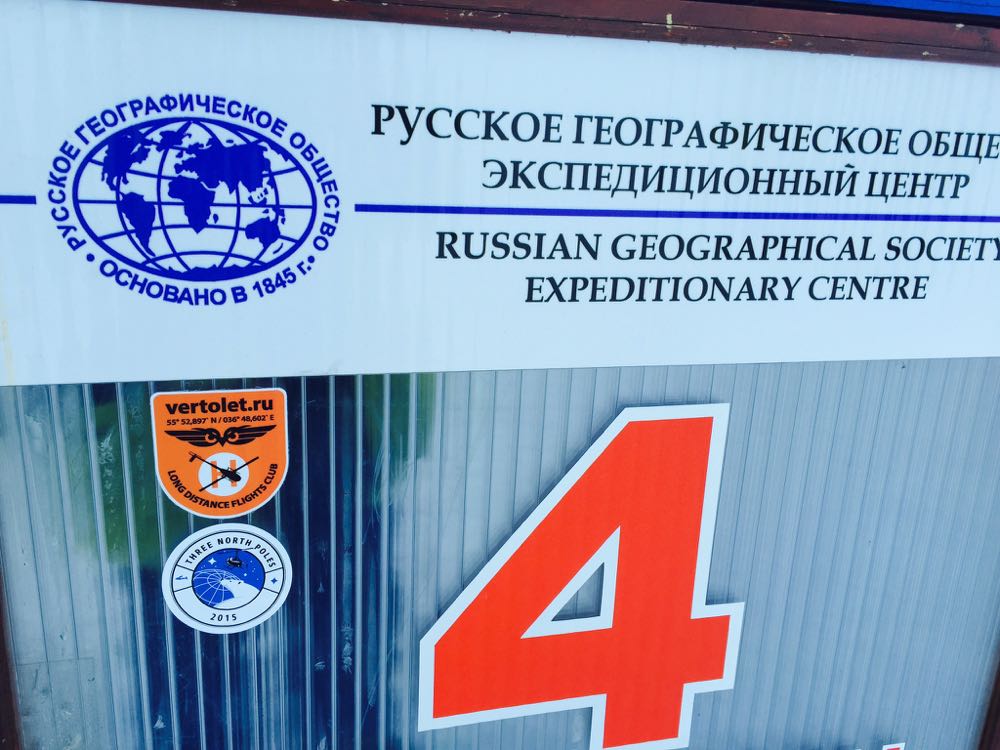 РУССКОЕ ГЕОГРАФИЧЕСКОЕ ОБЩЕСТВО
• ОСНОВАНО В 1845 г. •
РУССКОЕ ГЕОГРАФИЧЕСКОЕ ОБЩЕ
ЭКСПЕДИЦИОННЫЙ ЦЕНТР
RUSSIAN GEOGRAPHICAL SOCIETY
EXPEDITIONARY CENTRE
vertolet.ru
55° 52,897' N / 036° 48,602' E
H
LONG DISTANCE FLIGHTS CLUB
THREE NORTH POLES
2015
4